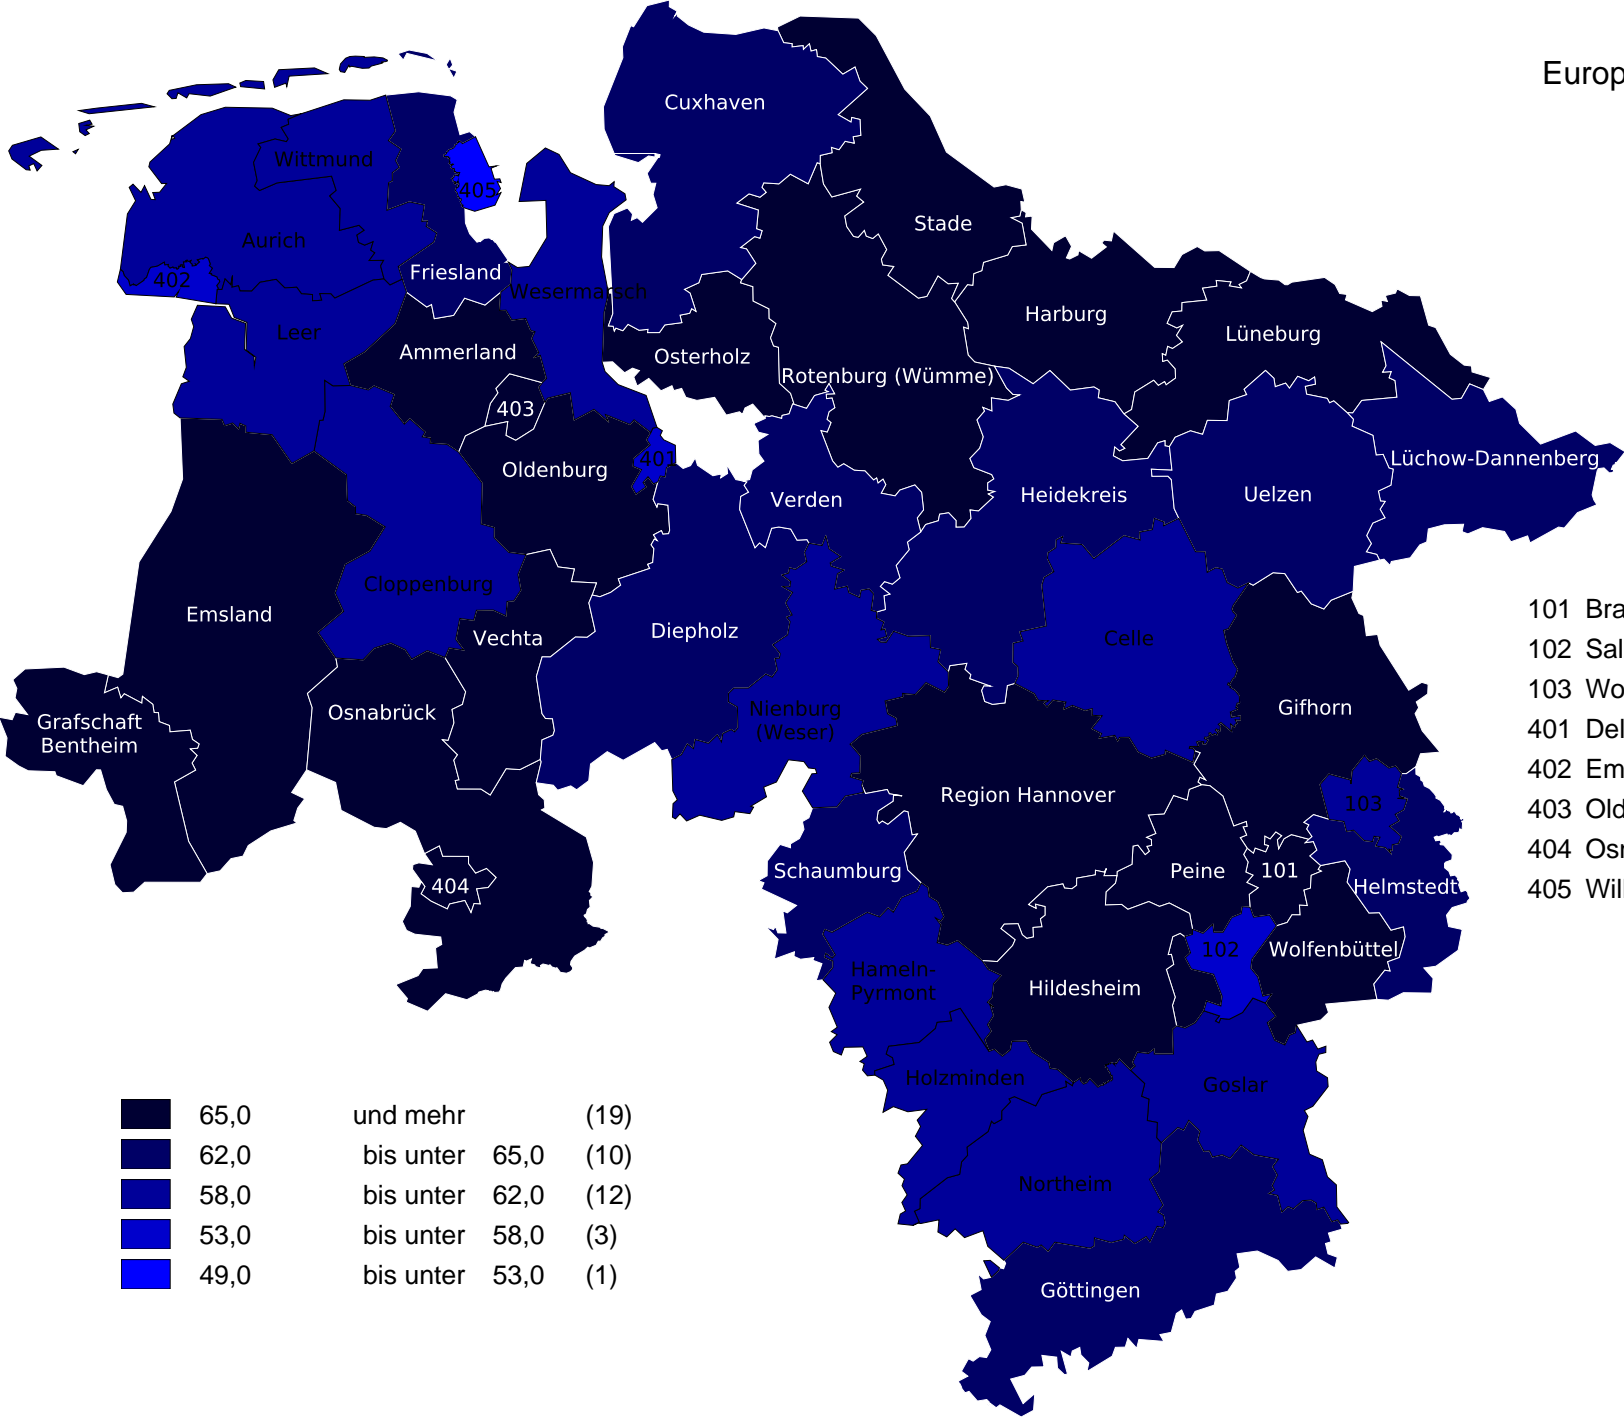 Europ
Cuxhaven
Wittmund
405
Stade
Aurich
Friesland
402
Wesermarsch
Harburg
Leer
Lüneburg
Ammerland
Osterholz
Rotenburg (Wümme)
403
401
Lüchow-Dannenberg
Oldenburg
Verden
Heidekreis
Uelzen
Cloppenburg
Emsland
Vechta
Diepholz
Celle
Gifhorn
Osnabrück
Nienburg
(Weser)
Grafschaft
Bentheim
Region Hannover
103
Schaumburg
Peine
101
404
Helmstedt
102
Wolfenbüttel
Hameln-
Pyrmont
Hildesheim
Holzminden
Goslar
Northeim
Göttingen
101 Bra
102 Sal
103 Wo
401 Del
402 Em
403 Old
404 Osn
405 Wil
65,0 und mehr (19)
62,0 bis unter 65,0 (10)
58,0 bis unter 62,0 (12)
53,0 bis unter 58,0 (3)
49,0 bis unter 53,0 (1)